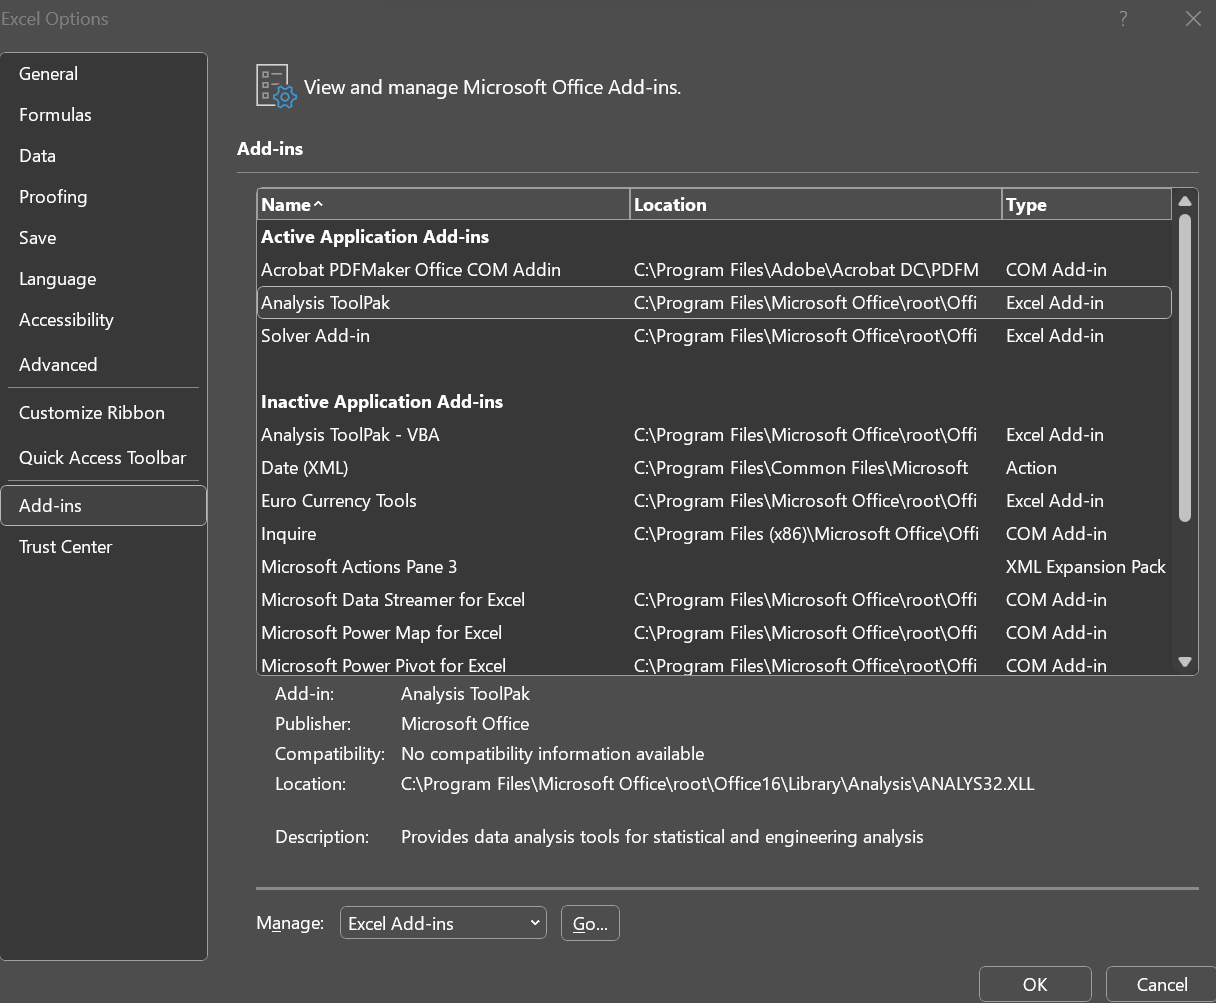 Excel Options
?
General
Formulas
Data
Proofing
Save
Language
Accessibility
Advanced
Customize Ribbon
Quick Access Toolbar
Add-ins
Trust Center
View and manage Microsoft Office Add-ins.
Add-ins
Name Location Type
Active Application Add-ins
Acrobat PDFMaker Office COM Addin C:\Program Files\Adobe\Acrobat DC\PDFM COM Add-in
Analysis ToolPak C:\Program Files\Microsoft Office\root\Offi Excel Add-in
Solver Add-in C:\Program Files\Microsoft Office\root\Offi Excel Add-in
Inactive Application Add-ins
Analysis ToolPak - VBA C:\Program Files\Microsoft Office\root\Offi Excel Add-in
Date (XML) C:\Program Files\Common Files\Microsoft Action
Euro Currency Tools C:\Program Files\Microsoft Office\root\Offi Excel Add-in
Inquire C:\Program Files (x86)\Microsoft Office\Offi COM Add-in
Microsoft Actions Pane 3 XML Expansion Pack
Microsoft Data Streamer for Excel C:\Program Files\Microsoft Office\root\Offi COM Add-in
Microsoft Power Map for Excel C:\Program Files\Microsoft Office\root\Offi COM Add-in
Microsoft Power Pivot for Excel C:\Program Files\Microsoft Office\root\Offi COM Add-in
Add-in: Analysis ToolPak
Publisher: Microsoft Office
Compatibility: No compatibility information available
Location: C:\Program Files\Microsoft Office\root\Office16\Library\Analysis\ANALYS32.XLL
Description: Provides data analysis tools for statistical and engineering analysis
Manage: Excel Add-ins Go...
OK Cancel